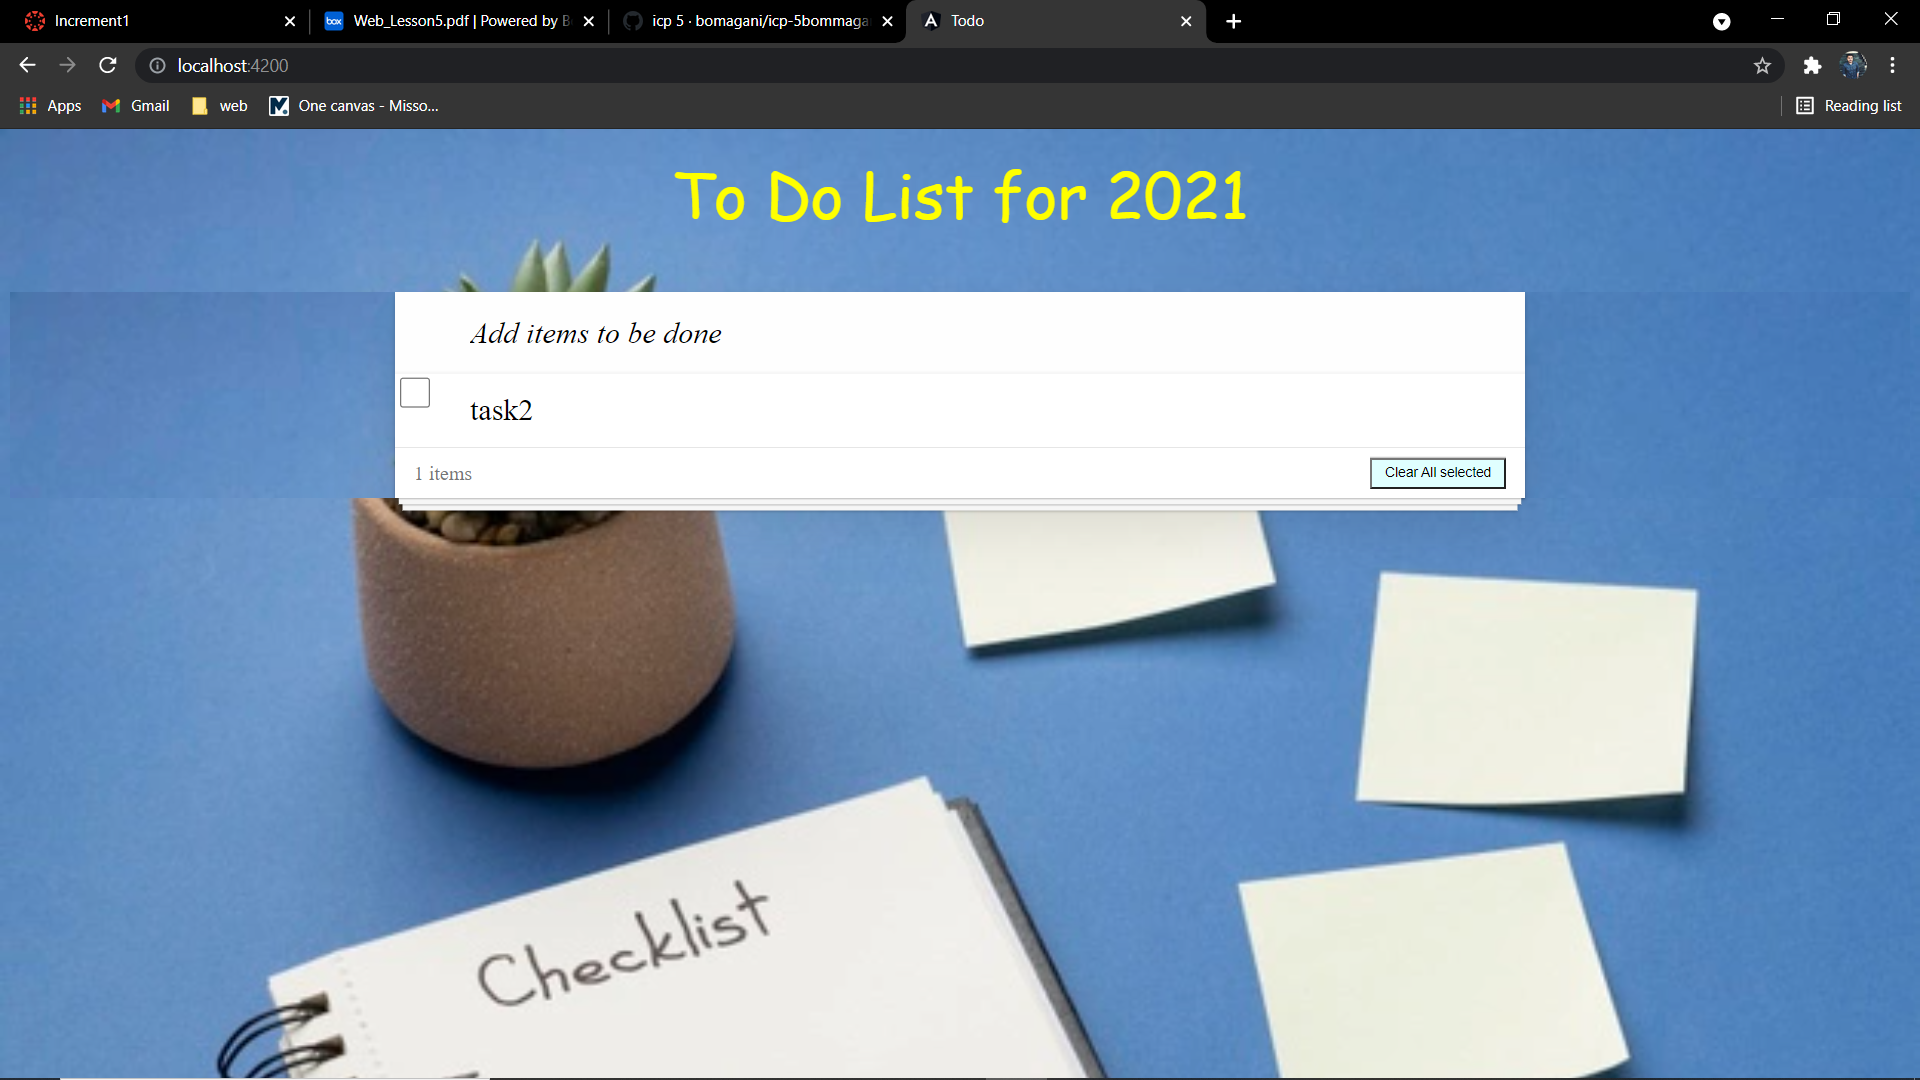 Increment1
Web_Lesson5.pdf | Powered by B
icp 5 · bomagani/icp-5bommaga
Todo
localhost:4200
Apps
Gmail
web
One canvas - Misso...
Reading list
To Do List for 2021
Add items to be done
task2
1 items
Clear All selected
Checklist